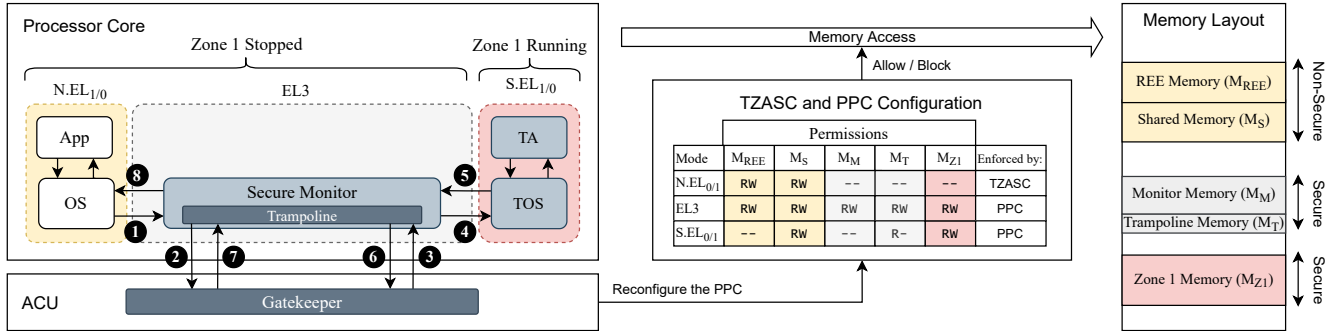 Processor Core
Zone 1 Stopped
Zone 1 Running
N.EL1/0
EL3
S.EL1/0
App
TA
8
5
OS
Secure Monitor
Trampoline
TOS
1
4
2
7
6
3
ACU
Gatekeeper
Reconfigure the PPC
Memory Access
Allow / Block
TZASC and PPC Configuration
Permissions
Mode MREE MS MM MT MZ1 Enforced by:
N.EL0/1 RW RW -- -- -- TZASC
EL3 RW RW RW RW RW PPC
S.EL0/1 -- RW -- R- RW PPC
Memory Layout
REE Memory (MREE)
Shared Memory (MS)
Non-Secure
Monitor Memory (MM)
Trampoline Memory (MT)
Secure
Zone 1 Memory (MZ1)
Secure